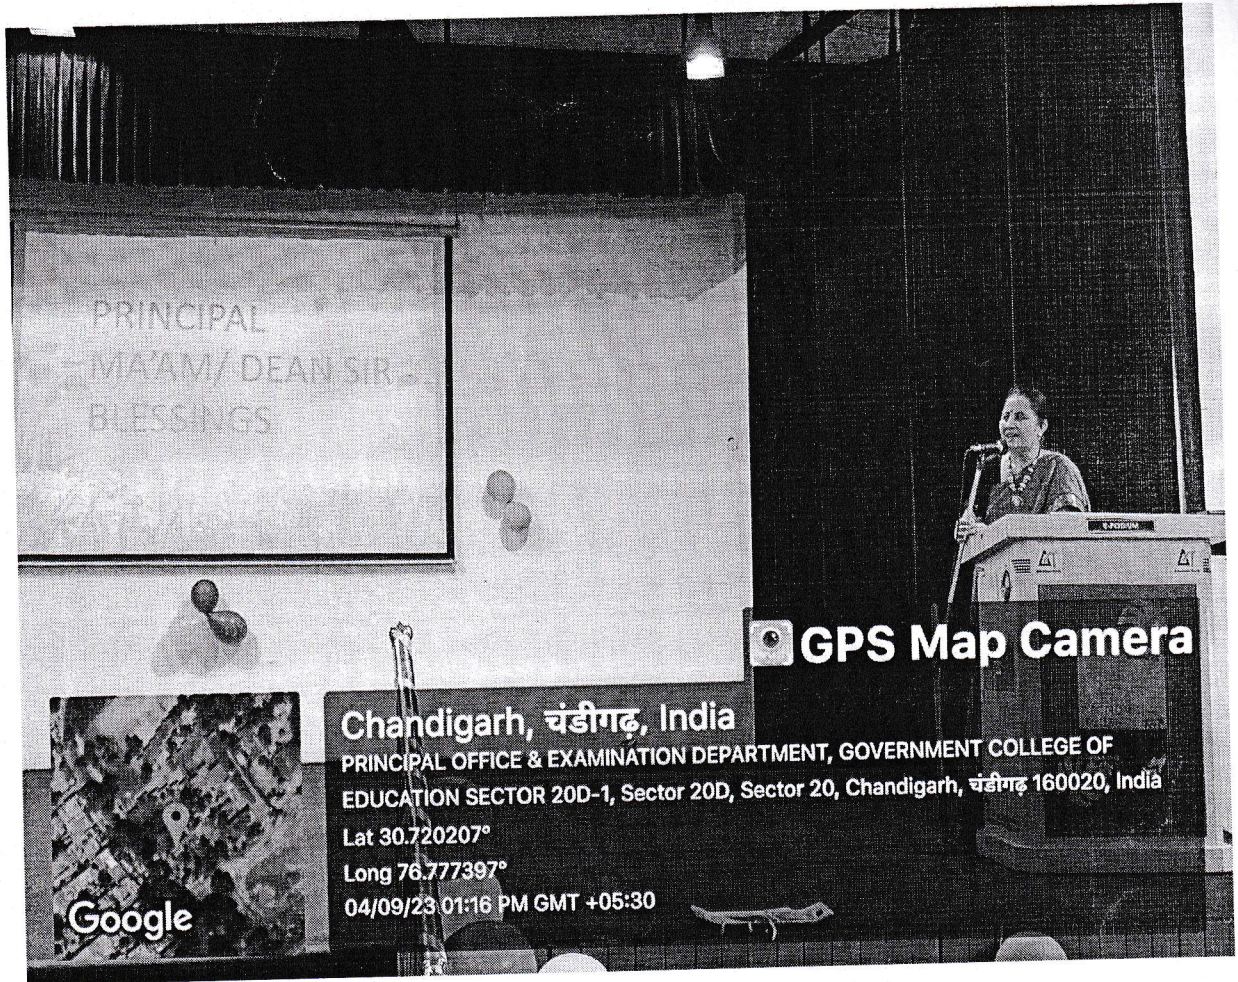 PRINCIPAL
MA'AM/ DEAN SIR
BLESSINGS
E-PODIUM
GPS Map Camera
Chandigarh, चंडीगढ़, India
PRINCIPAL OFFICE & EXAMINATION DEPARTMENT, GOVERNMENT COLLEGE OF
EDUCATION SECTOR 20D-1, Sector 20D, Sector 20, Chandigarh, चंडीगढ़ 160020, India
Lat 30.720207°
Long 76.777397°
04/09/23 01:16 PM GMT +05:30
Google